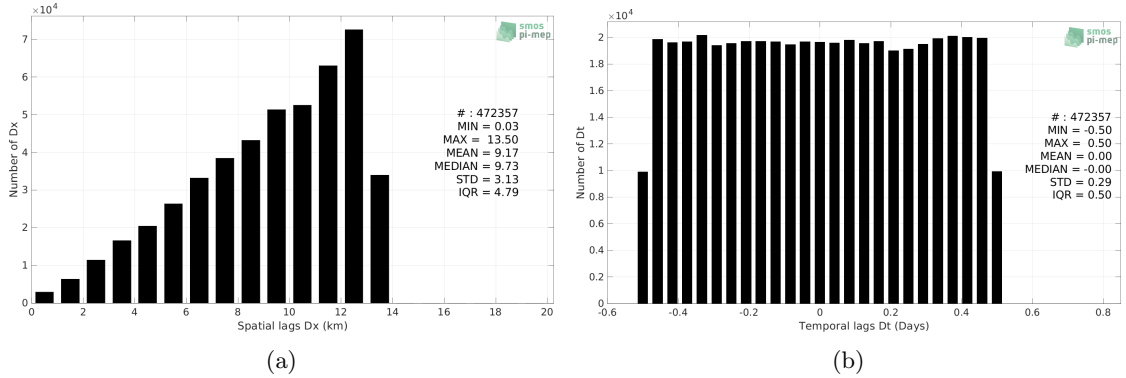 ×10⁴
smos
pi-mep
7
6
5
4
3
2
1
0
Number of Dx
# : 472357
MIN = 0.03
MAX = 13.50
MEAN = 9.17
MEDIAN = 9.73
STD = 3.13
IQR = 4.79
0 2 4 6 8 10 12 14 16 18 20
Spatial lags Dx (km)
(a)
×10⁴
smos
pi-mep
2
1.8
1.6
1.4
1.2
1
0.8
0.6
0.4
0.2
0
Number of Dt
# : 472357
MIN = -0.50
MAX = 0.50
MEAN = 0.00
MEDIAN = -0.00
STD = 0.29
IQR = 0.50
-0.6 -0.4 -0.2 0 0.2 0.4 0.6 0.8
Temporal lags Dt (Days)
(b)